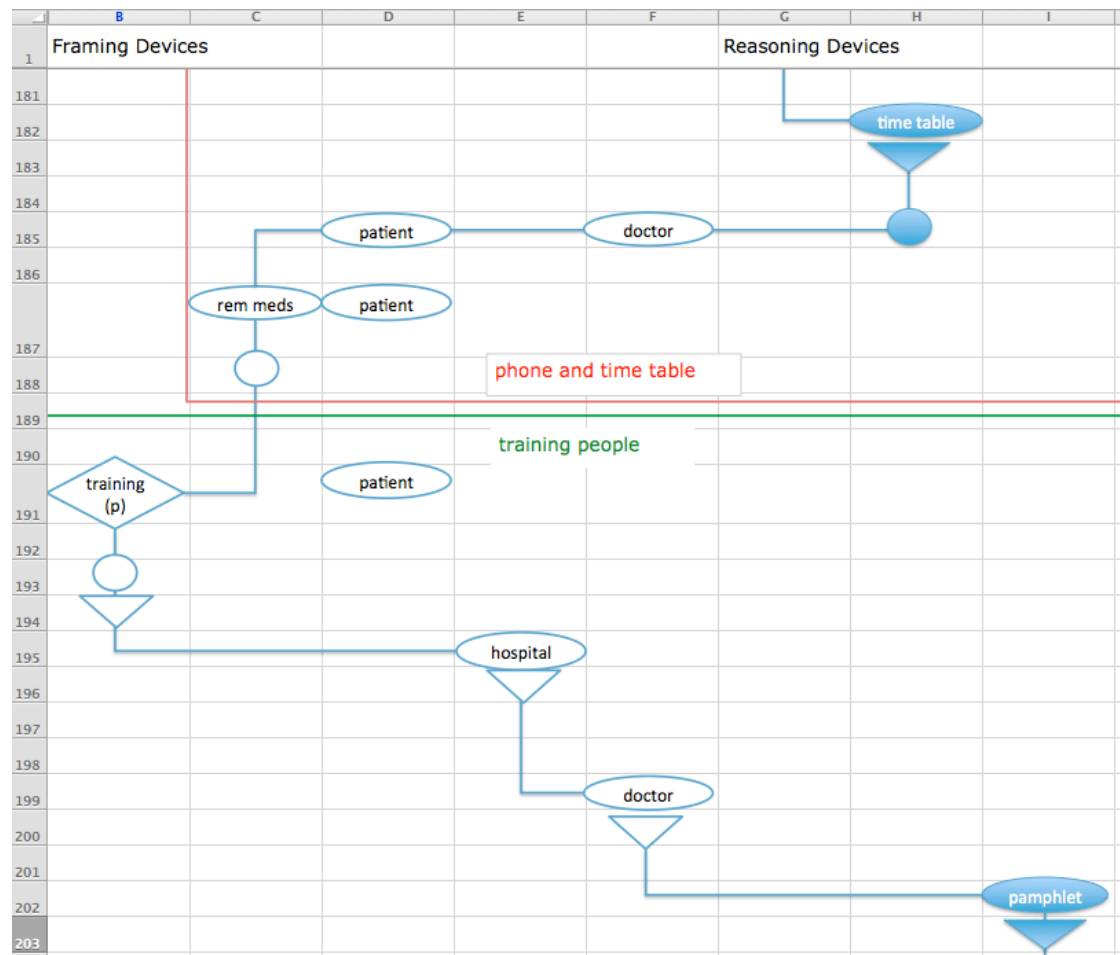 B C D E F G H I
1 Framing Devices Reasoning Devices
181
182 time table
183
184
185 patient doctor
186
rem meds patient
187
188 phone and time table
189
training people
190
191 training patient
(p)
192
193
194
195 hospital
196
197
198
199 doctor
200
201
202 pamphlet
203